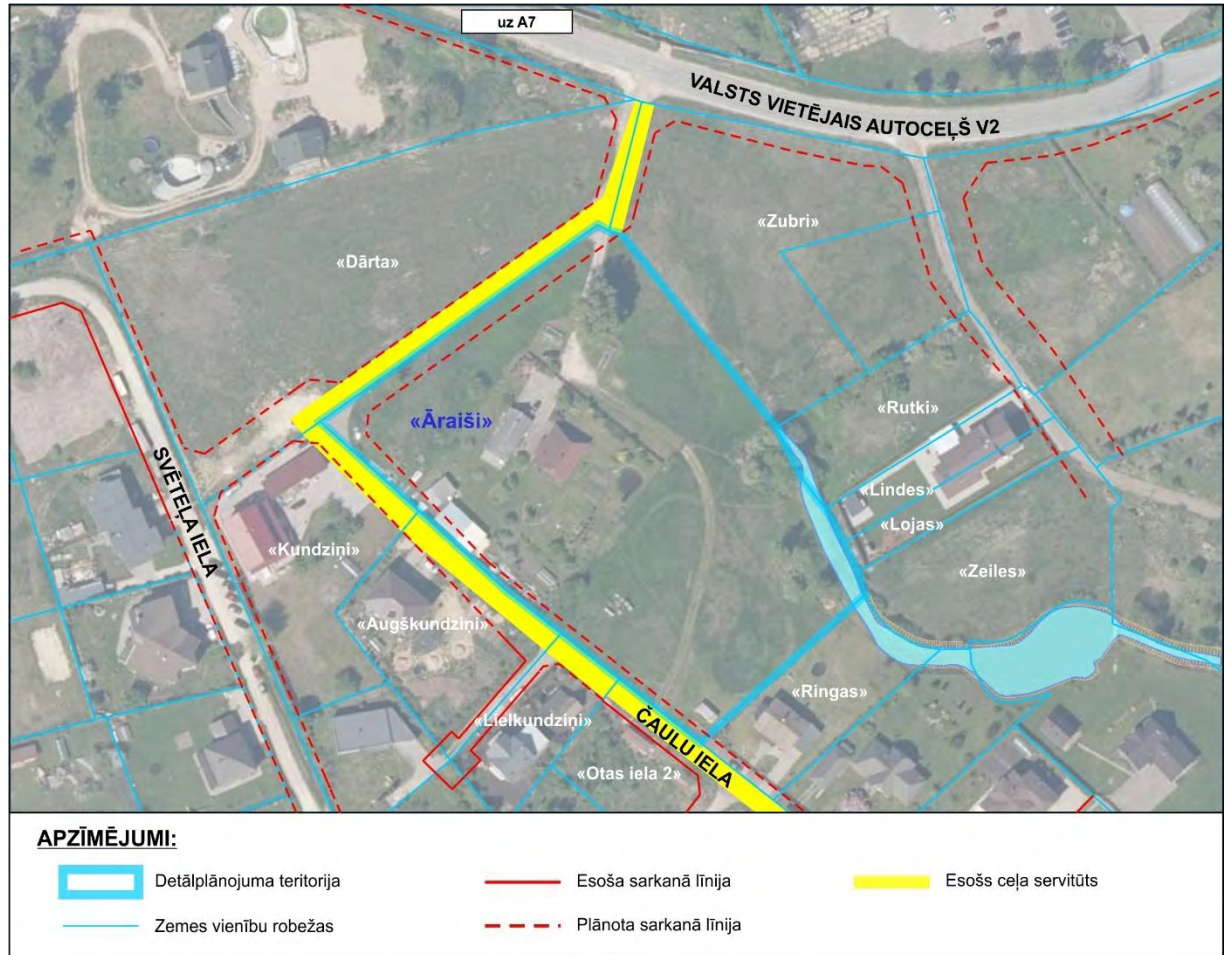 uz A7
VALSTS VIETĒJAIS AUTOCEĻŠ V2
«Zubri»
«Dārta»
«Āraiši»
«Rutki»
SVĒTEĻA IELA
«Lindes»
«Lojas»
«Kundziņi»
«Zeiles»
«Augškundziņi»
«Ringas»
«Lielkundziņi»
ČAULU IELA
«Otas iela 2»
APZĪMĒJUMI:
Detālplānojuma teritorija
Esoša sarkanā līnija
Esošs ceļa servitūts
Zemes vienību robežas
Plānota sarkanā līnija